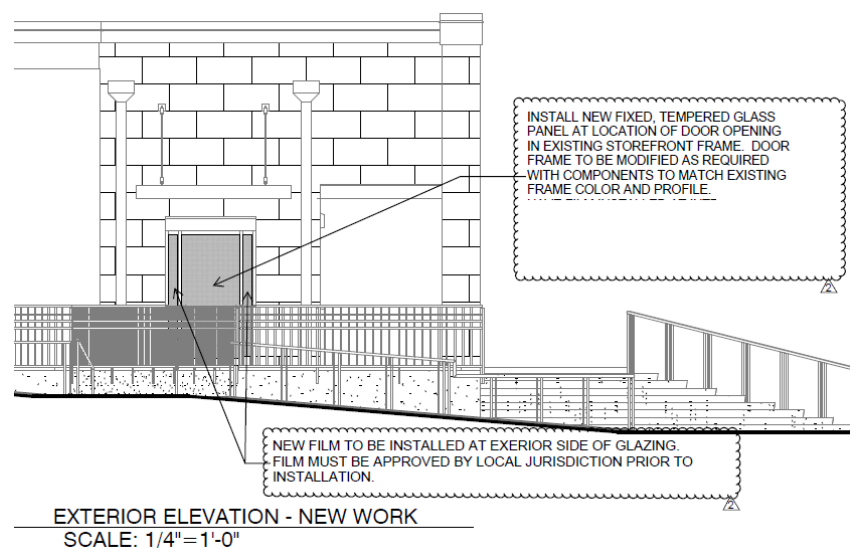 INSTALL NEW FIXED, TEMPERED GLASS
PANEL AT LOCATION OF DOOR OPENING
IN EXISTING STOREFRONT FRAME.  DOOR
FRAME TO BE MODIFIED AS REQUIRED
WITH COMPONENTS TO MATCH EXISTING
FRAME COLOR AND PROFILE.
2
NEW FILM TO BE INSTALLED AT EXERIOR SIDE OF GLAZING.
FILM MUST BE APPROVED BY LOCAL JURISDICTION PRIOR TO
INSTALLATION.
2
EXTERIOR ELEVATION - NEW WORK
SCALE: 1/4"=1'-0"